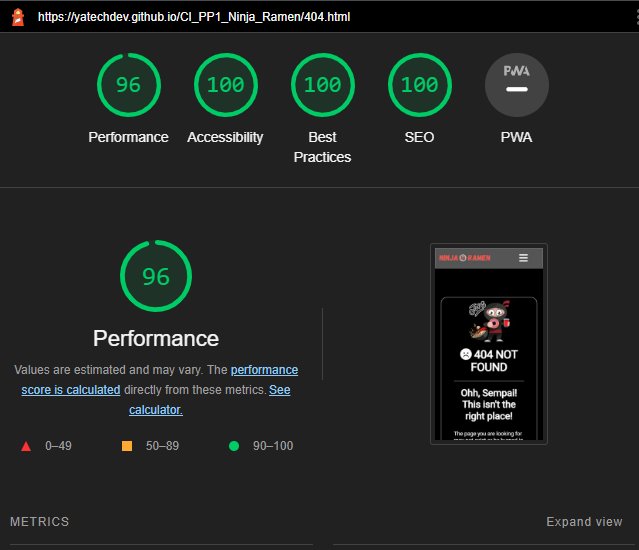 https://yatechdev.github.io/CI_PP1_Ninja_Ramen/404.html
96
100
100
100
PWA
Performance
Accessibility
Best
Practices
SEO
PWA
96
Performance
Values are estimated and may vary. The performance
score is calculated directly from these metrics. See
calculator.
0–49
50–89
90–100
NINJA RAMEN
404 NOT
FOUND
Ohh, Sempai!
This isn't the
right place!
The page you are looking for
METRICS
Expand view